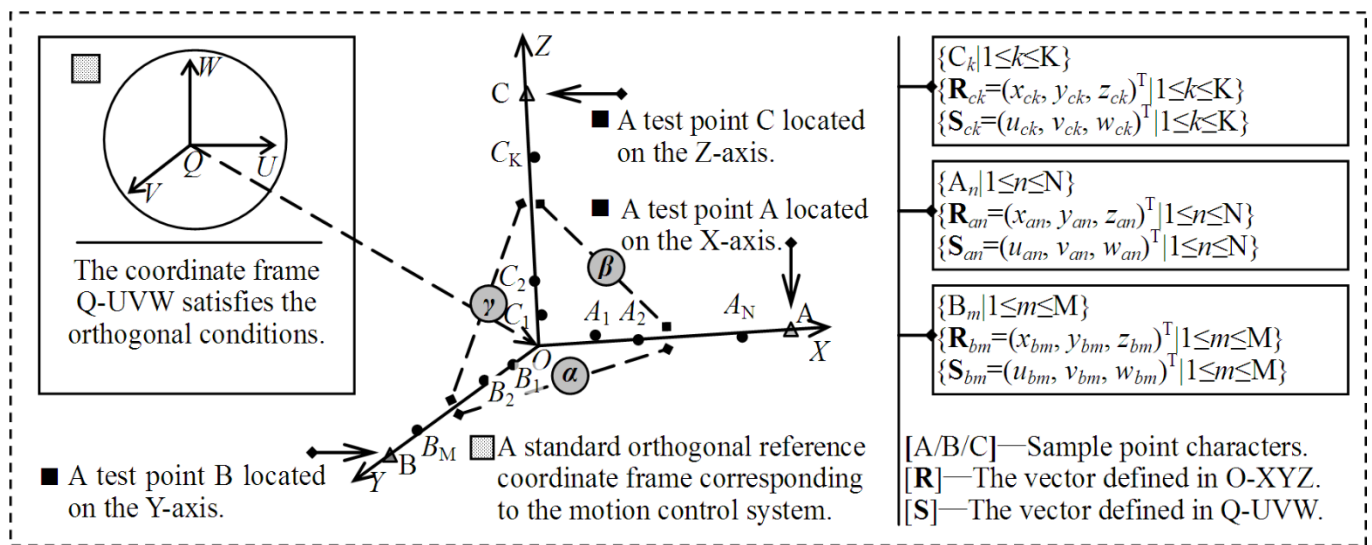 W
Q
U
V
The coordinate frame
Q-UVW satisfies the
orthogonal conditions.
Z
C
■ A test point C located
on the Z-axis.
C_K
■ A test point A located
on the X-axis.
β
C_2
γ
C_1
A_1
A_2
A_N
A
X
O
B_1
α
B_2
B_M
B
Y
■ A test point B located
on the Y-axis.
A standard orthogonal reference
coordinate frame corresponding
to the motion control system.
{C_k|1≤k≤K}
{R_ck=(x_ck, y_ck, z_ck)^T|1≤k≤K}
{S_ck=(u_ck, v_ck, w_ck)^T|1≤k≤K}
{A_n|1≤n≤N}
{R_an=(x_an, y_an, z_an)^T|1≤n≤N}
{S_an=(u_an, v_an, w_an)^T|1≤n≤N}
{B_m|1≤m≤M}
{R_bm=(x_bm, y_bm, z_bm)^T|1≤m≤M}
{S_bm=(u_bm, v_bm, w_bm)^T|1≤m≤M}
[A/B/C]—Sample point characters.
[R]—The vector defined in O-XYZ.
[S]—The vector defined in Q-UVW.